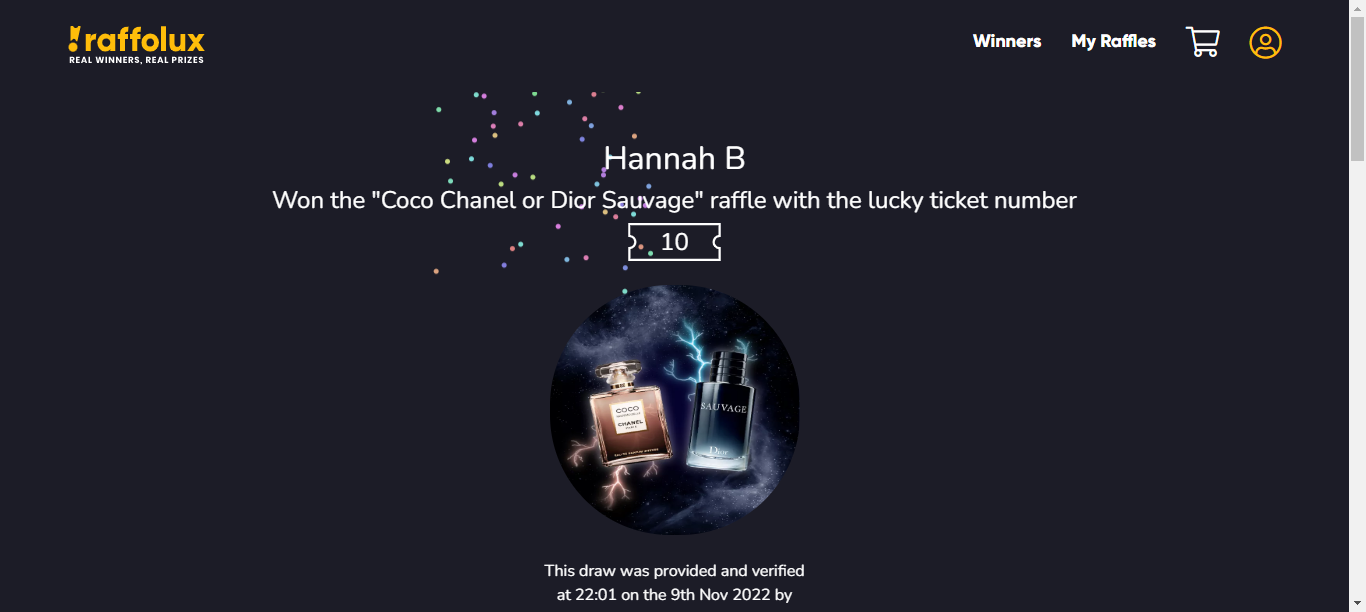 raffolux
REAL WINNERS, REAL PRIZES
Winners
My Raffles
Hannah B
Won the "Coco Chanel or Dior Sauvage" raffle with the lucky ticket number
10
COCO
CHANEL
PARIS
SAUVAGE
Dior
This draw was provided and verified
at 22:01 on the 9th Nov 2022 by